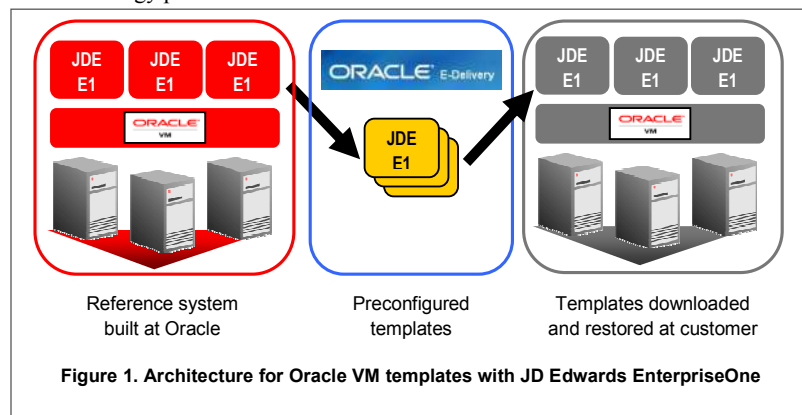 JDE
E1
JDE
E1
JDE
E1
ORACLE
VM
Reference system
built at Oracle
ORACLE E-Delivery
JDE
E1
Preconfigured
templates
JDE
E1
JDE
E1
JDE
E1
ORACLE
VM
Templates downloaded
and restored at customer
Figure 1. Architecture for Oracle VM templates with JD Edwards EnterpriseOne